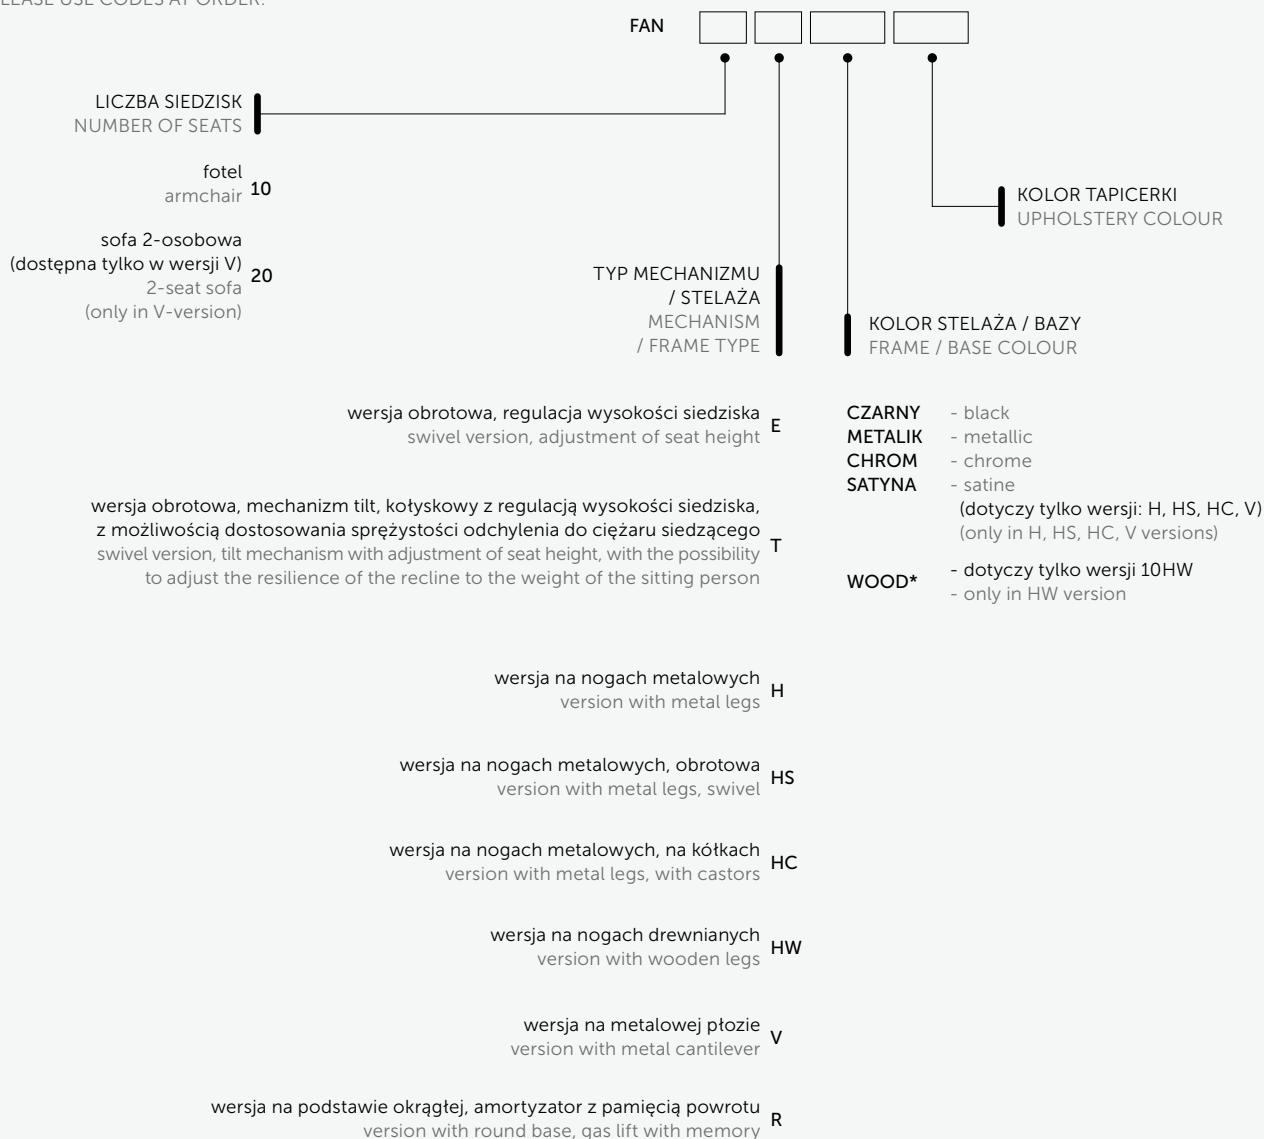 PLEASE USE CODES AT ORDER:
FAN
LICZBA SIEDZISK
NUMBER OF SEATS
fotel
armchair
10
sofa 2-osobowa
(dostępna tylko w wersji V)
2-seat sofa
(only in V-version)
20
TYP MECHANIZMU
/ STELAŻA
MECHANISM
/ FRAME TYPE
KOLOR TAPICERKI
UPHOLSTERY COLOUR
KOLOR STELAŻA / BAZY
FRAME / BASE COLOUR
wersja obrotowa, regulacja wysokości siedziska
swivel version, adjustment of seat height
E
wersja obrotowa, mechanizm tilt, kołyskowy z regulacją wysokości siedziska,
z możliwością dostosowania sprężystości odchylenia do ciężaru siedzącego
swivel version, tilt mechanism with adjustment of seat height, with the possibility
to adjust the resilience of the recline to the weight of the sitting person
T
CZARNY - black
METALIK - metallic
CHROM - chrome
SATYNA - satine
(dotyczy tylko wersji: H, HS, HC, V)
(only in H, HS, HC, V versions)
WOOD*
- dotyczy tylko wersji 10HW
- only in HW version
wersja na nogach metalowych
version with metal legs
H
wersja na nogach metalowych, obrotowa
version with metal legs, swivel
HS
wersja na nogach metalowych, na kółkach
version with metal legs, with castors
HC
wersja na nogach drewnianych
version with wooden legs
HW
wersja na metalowej płozie
version with metal cantilever
V
wersja na podstawie okrągłej, amortyzator z pamięcią powrotu
version with round base, gas lift with memory
R